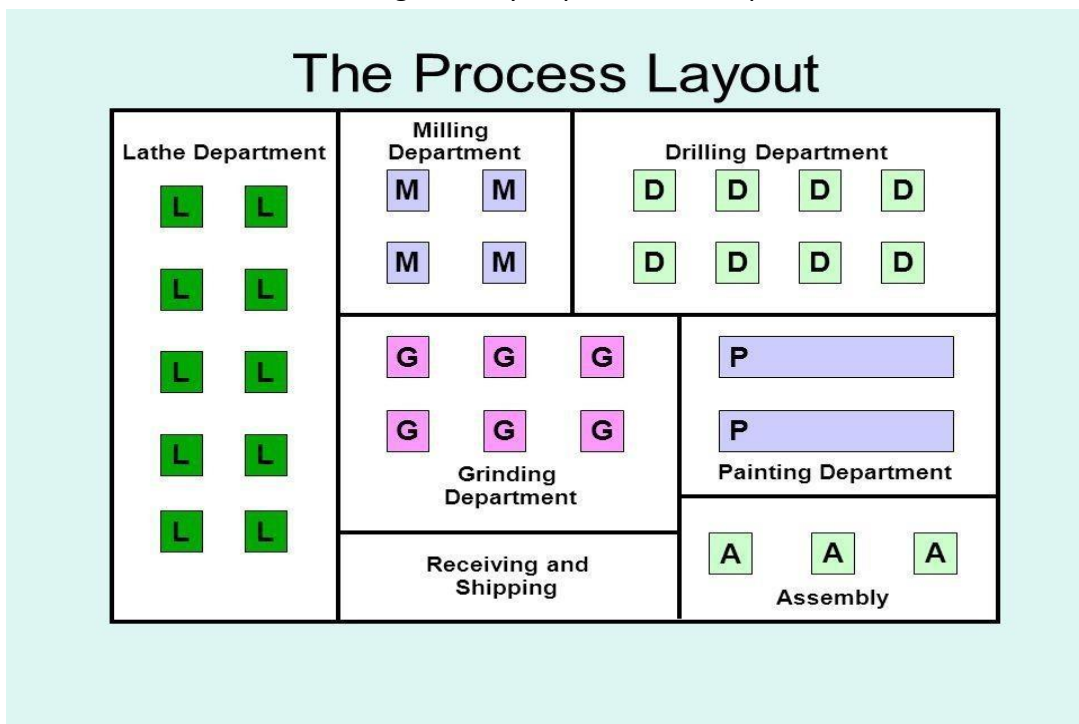 The Process Layout
Lathe Department
L L
L L
L L
L L
L L
Milling
Department
M M
M M
Drilling Department
D D D D
D D D D
G G G
G G G
Grinding
Department
P
P
Painting Department
Receiving and
Shipping
A A A
Assembly